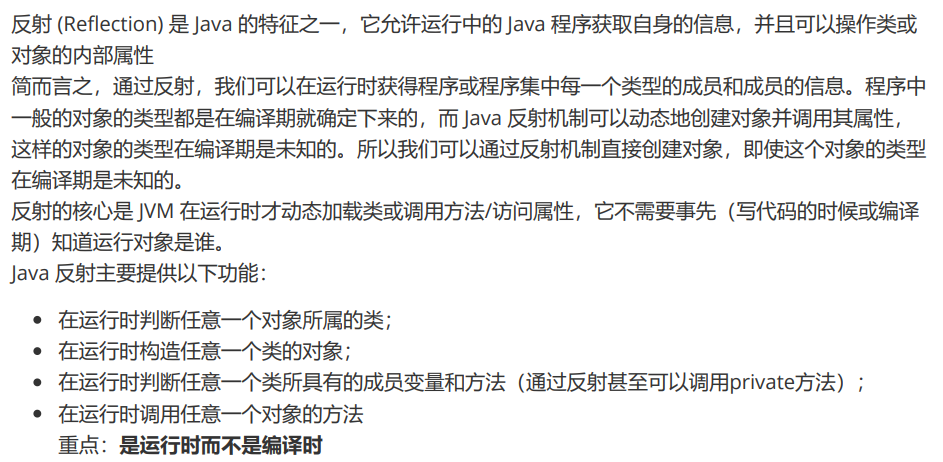 反射 (Reflection) 是 Java 的特征之一，它允许运行中的 Java 程序获取自身的信息，并且可以操作类或
对象的内部属性
简而言之，通过反射，我们可以在运行时获得程序或程序集中每一个类型的成员和成员的信息。程序中
一般的对象的类型都是在编译期就确定下来的，而 Java 反射机制可以动态地创建对象并调用其属性，
这样的对象的类型在编译期是未知的。所以我们可以通过反射机制直接创建对象，即使这个对象的类型
在编译期是未知的。
反射的核心是 JVM 在运行时才动态加载类或调用方法/访问属性，它不需要事先（写代码的时候或编译
期）知道运行对象是谁。
Java 反射主要提供以下功能：
• 在运行时判断任意一个对象所属的类；
• 在运行时构造任意一个类的对象；
• 在运行时判断任意一个类所具有的成员变量和方法（通过反射甚至可以调用private方法）；
• 在运行时调用任意一个对象的方法
重点：是运行时而不是编译时